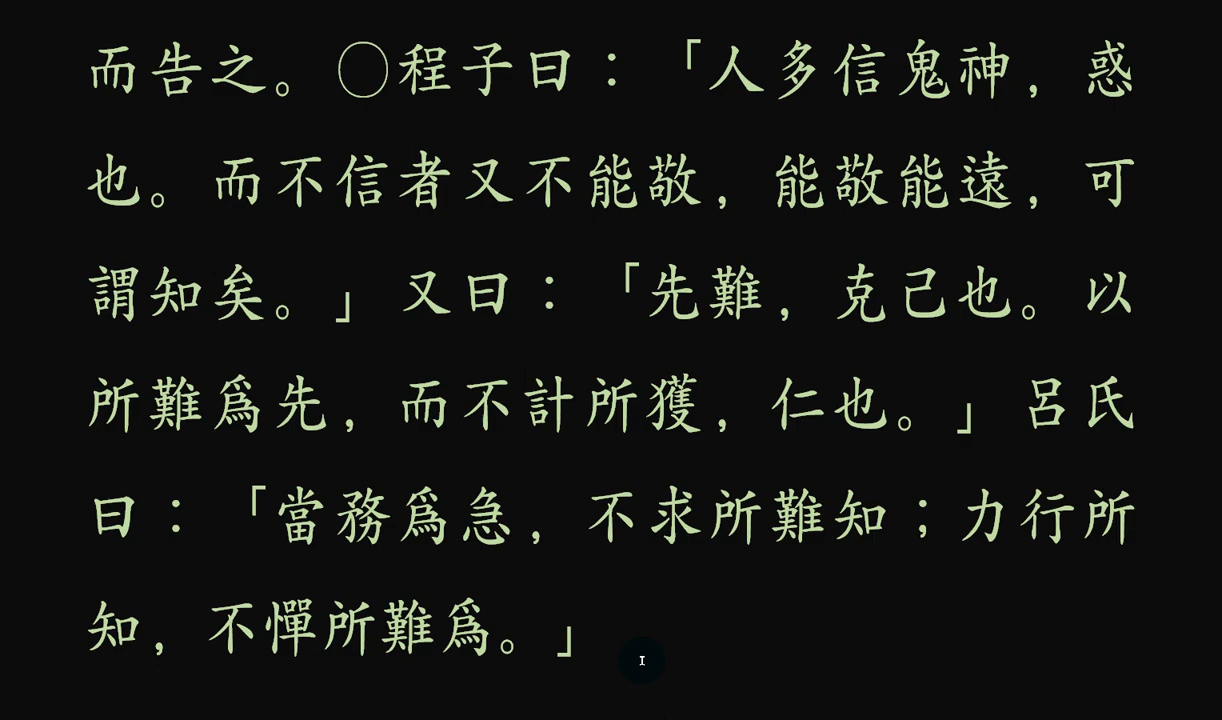 而告之。◯程子曰：「人多信鬼神，惑
也。而不信者又不能敬，能敬能遠，可
謂知矣。」又曰：「先難，克己也。以
所難爲先，而不計所獲，仁也。」呂氏
曰：「當務爲急，不求所難知；力行所
知，不憚所難爲。」